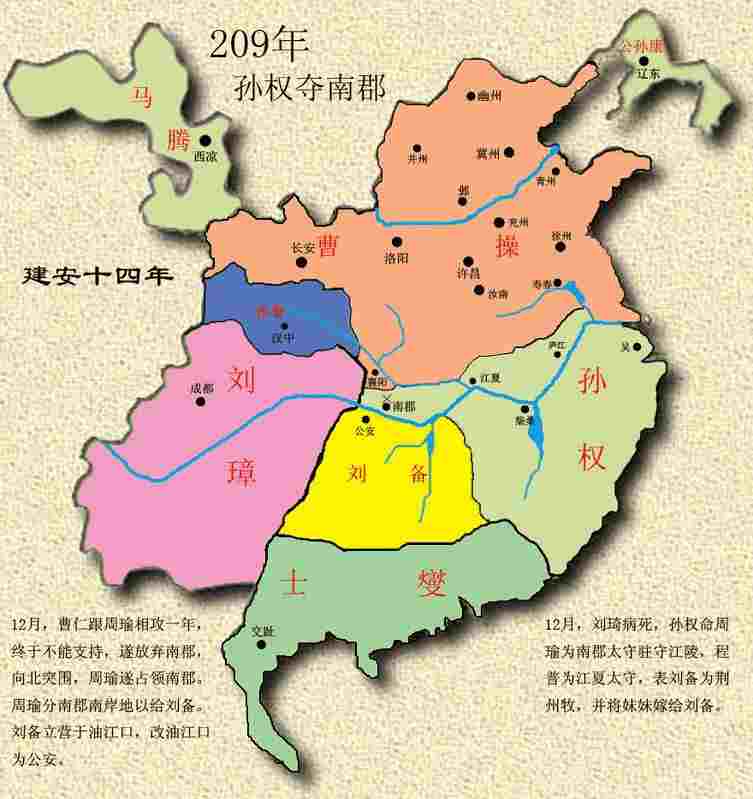 209年
孙权夺南郡
公孙康
辽东
马
腾
西凉
幽州
并州
冀州
青州
邺
兖州
徐州
曹
操
长安
洛阳
许昌
汝南
寿春
建安十四年
张鲁
汉中
襄阳
江夏
庐江
吴
刘
璋
成都
南郡
公安
柴桑
孙
权
刘 备
士 燮
交趾
12月，曹仁跟周瑜相攻一年，
终于不能支持，遂放弃南郡，
向北突围，周瑜遂占领南郡。
周瑜分南郡南岸地以给刘备。
刘备立营于油江口，改油江口
为公安。
12月，刘琦病死，孙权命周
瑜为南郡太守驻守江陵，程
普为江夏太守，表刘备为荆
州牧，并将妹妹嫁给刘备。